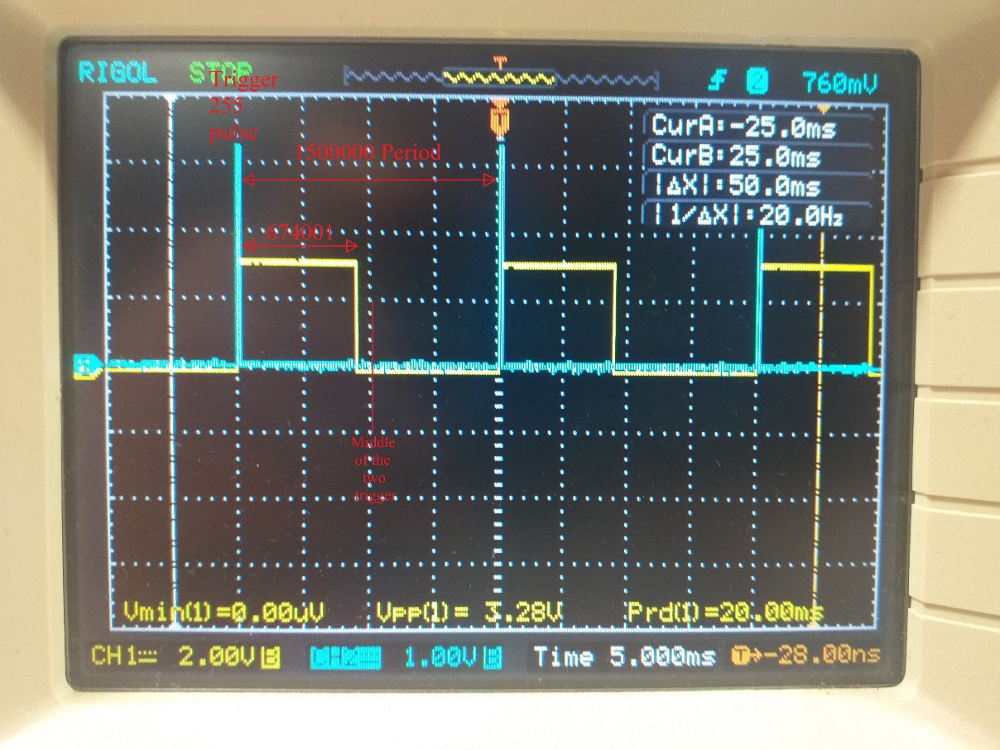 RIGOL STOP T 760mV
Trigger
255
pulse
1500000 Period
674001
CurA:-25.0ms
CurB:25.0ms
|ΔX|:50.0ms
|1/ΔX|:20.0Hz
Middle
of the
two
trigger
Vmin(1)=0.00uV Vpp(1)= 3.28V Prd(1)=20.00ms
CH1 2.00V B CH2 1.00V B Time 5.000ms T→-28.00ns